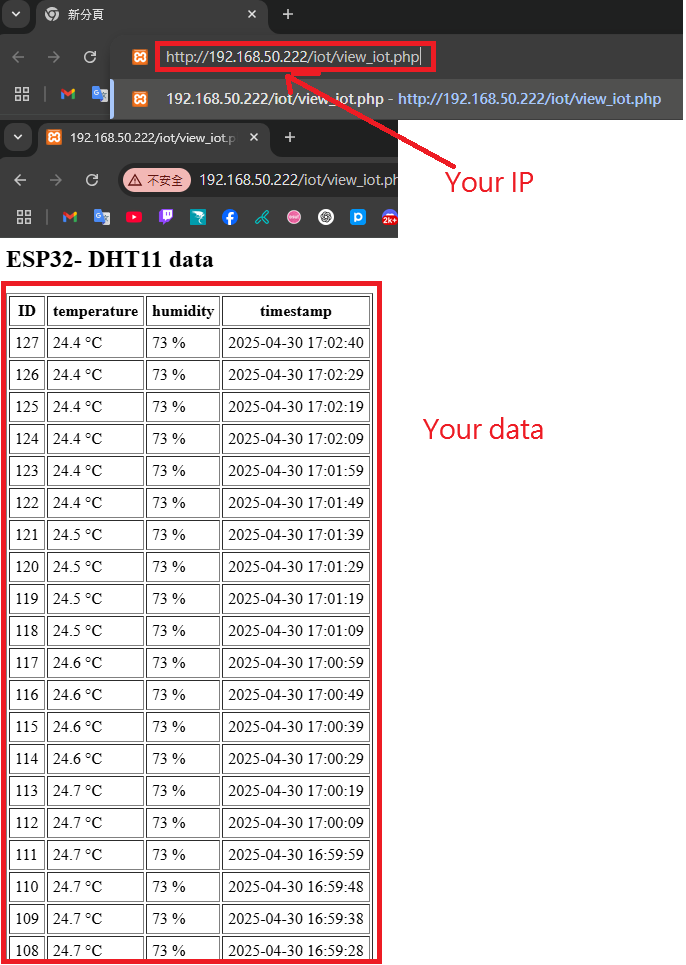 新分頁
http://192.168.50.222/iot/view_iot.php
192.168.50.222/iot/view_iot.php - http://192.168.50.222/iot/view_iot.php
192.168.50.222/iot/view_iot.p
不安全 192.168.50.222/iot/view_iot.ph
Your IP
2k+
ESP32- DHT11 data
ID temperature humidity timestamp
127 24.4 °C 73 % 2025-04-30 17:02:40
126 24.4 °C 73 % 2025-04-30 17:02:29
125 24.4 °C 73 % 2025-04-30 17:02:19
124 24.4 °C 73 % 2025-04-30 17:02:09
Your data
123 24.4 °C 73 % 2025-04-30 17:01:59
122 24.4 °C 73 % 2025-04-30 17:01:49
121 24.5 °C 73 % 2025-04-30 17:01:39
120 24.5 °C 73 % 2025-04-30 17:01:29
119 24.5 °C 73 % 2025-04-30 17:01:19
118 24.5 °C 73 % 2025-04-30 17:01:09
117 24.6 °C 73 % 2025-04-30 17:00:59
116 24.6 °C 73 % 2025-04-30 17:00:49
115 24.6 °C 73 % 2025-04-30 17:00:39
114 24.6 °C 73 % 2025-04-30 17:00:29
113 24.7 °C 73 % 2025-04-30 17:00:19
112 24.7 °C 73 % 2025-04-30 17:00:09
111 24.7 °C 73 % 2025-04-30 16:59:59
110 24.7 °C 73 % 2025-04-30 16:59:48
109 24.7 °C 73 % 2025-04-30 16:59:38
108 24.7 °C 73 % 2025-04-30 16:59:28